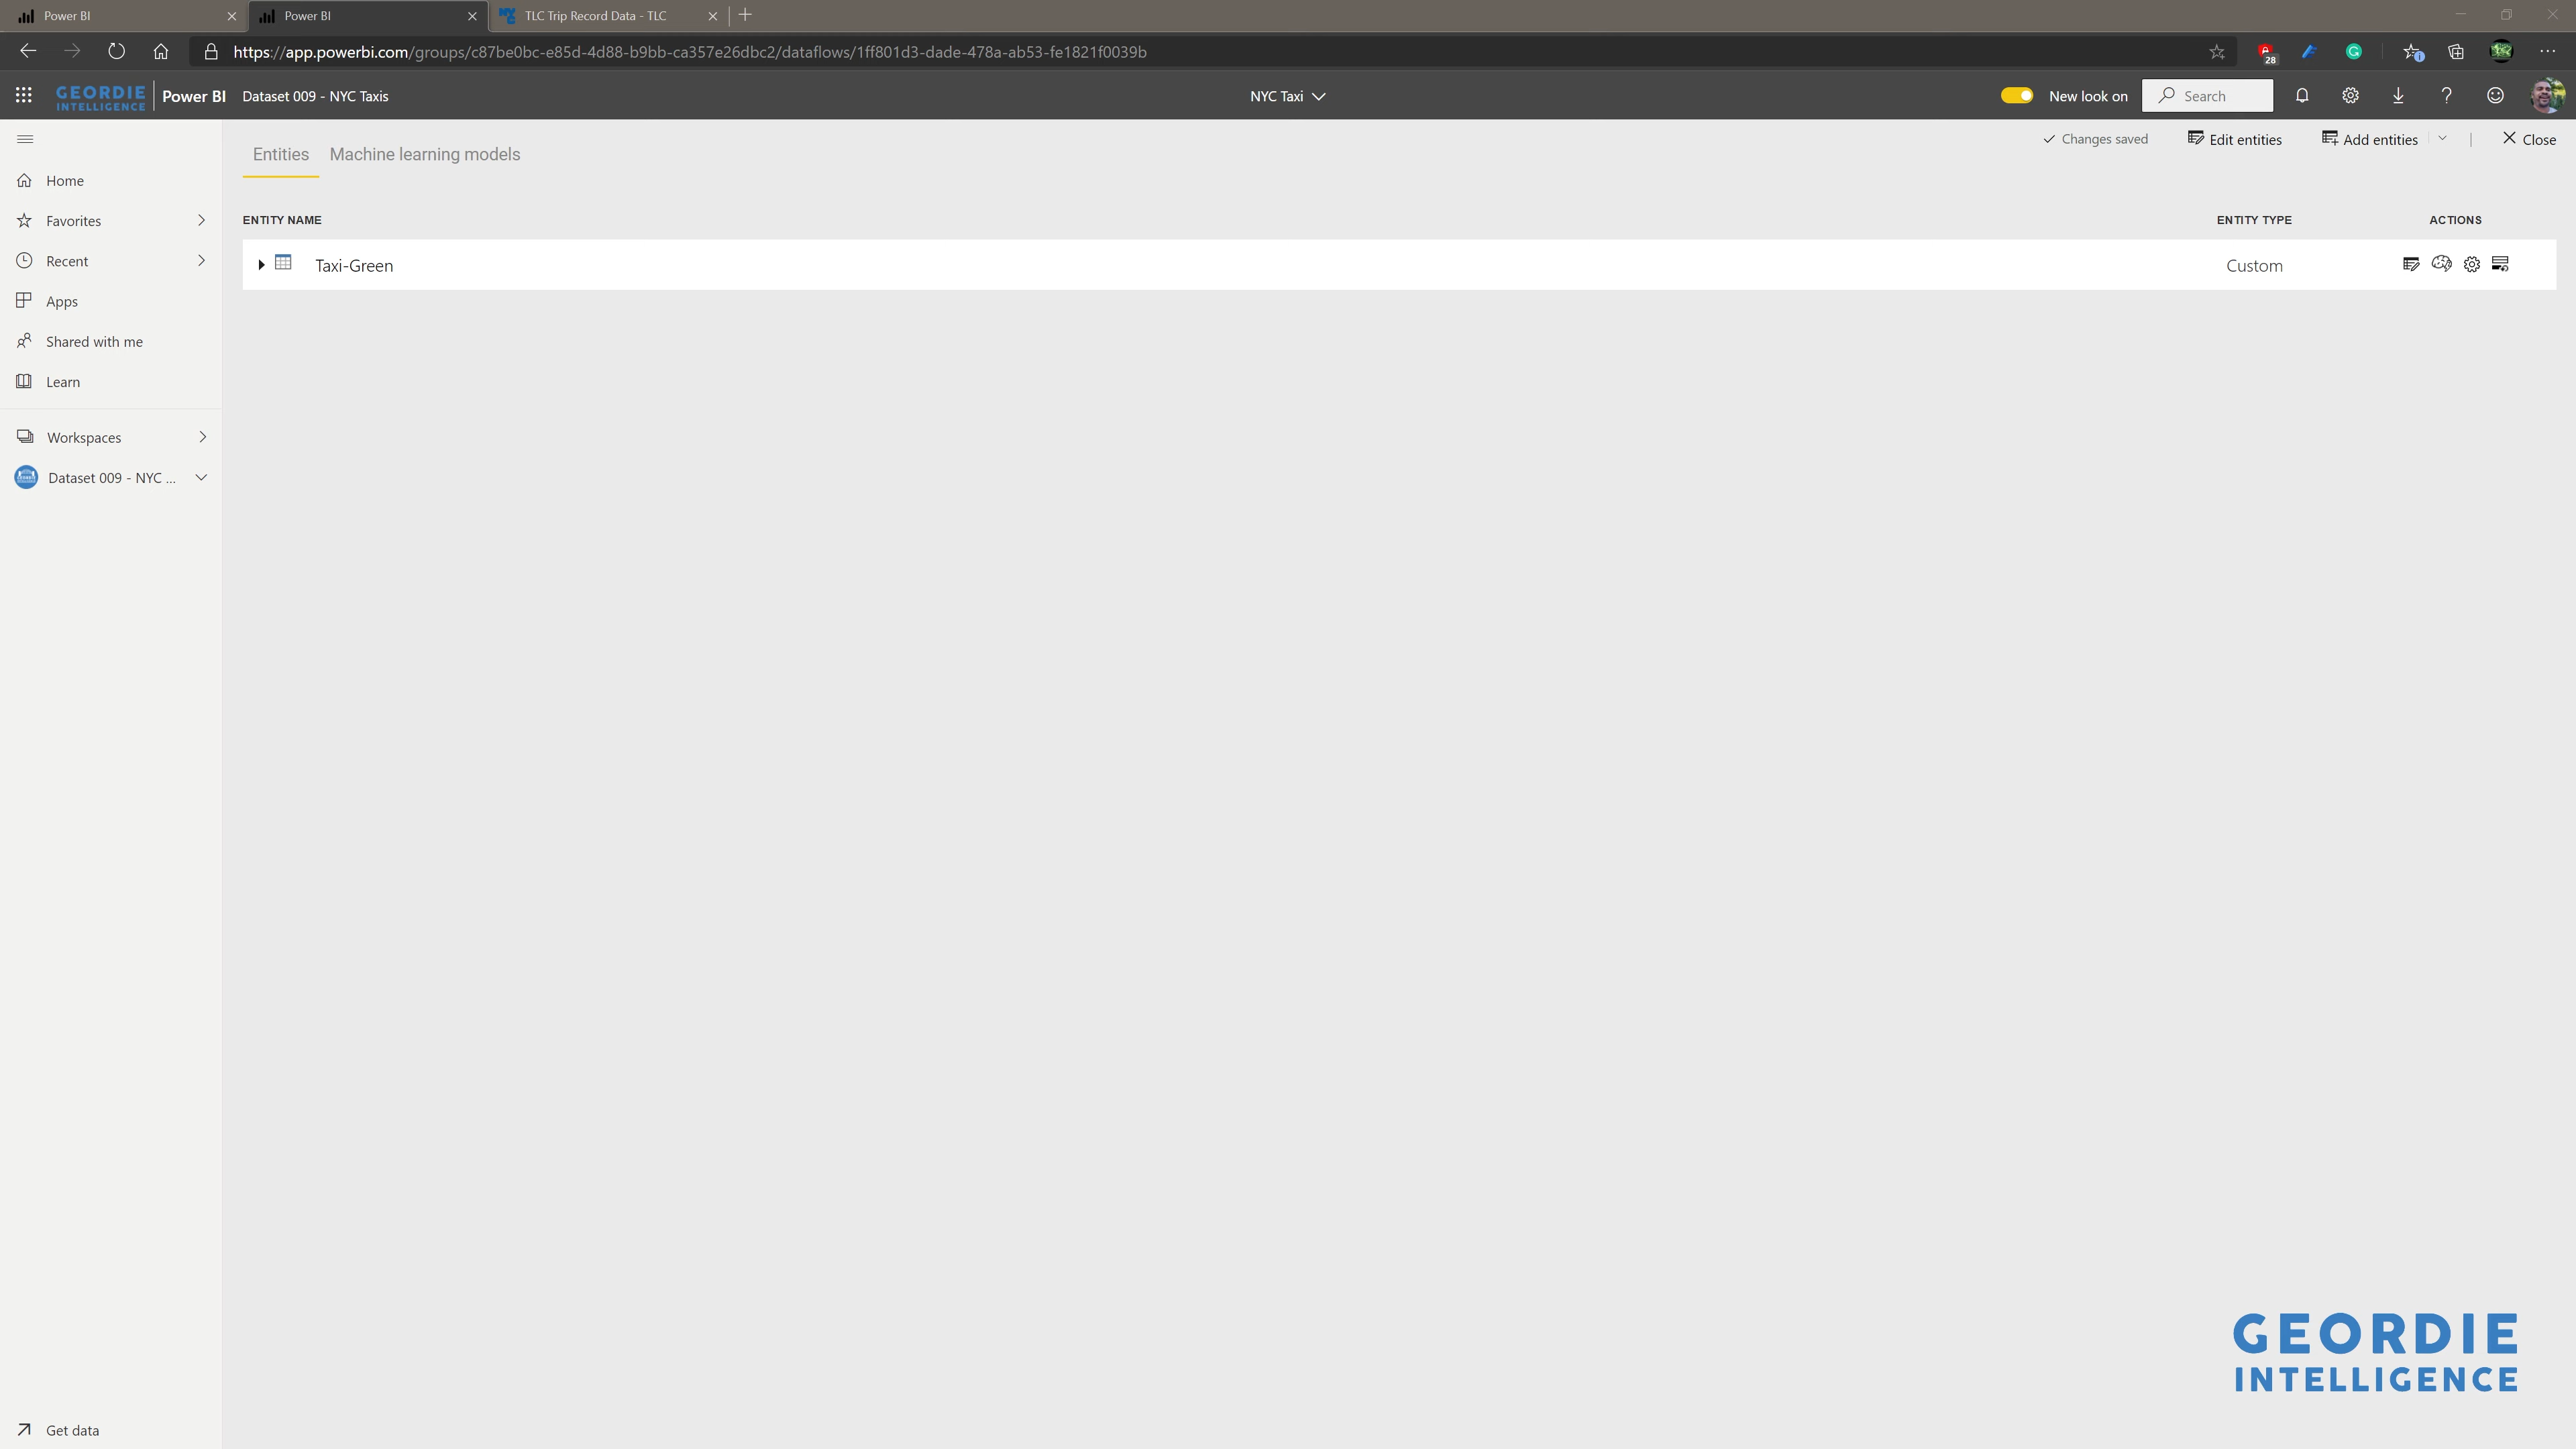 Power BI
Power BI
TLC Trip Record Data - TLC
https://app.powerbi.com/groups/c87be0bc-e85d-4d88-b9bb-ca357e26dbc2/dataflows/1ff801d3-dade-478a-ab53-fe1821f0039b
28
GEORDIE
INTELLIGENCE
Power BI
Dataset 009 - NYC Taxis
NYC Taxi
New look on
Search
Changes saved
Edit entities
Add entities
Close
Entities
Machine learning models
Home
Favorites
Recent
Apps
Shared with me
Learn
Workspaces
Dataset 009 - NYC ...
ENTITY NAME
ENTITY TYPE
ACTIONS
Taxi-Green
Custom
GEORDIE
INTELLIGENCE
Get data